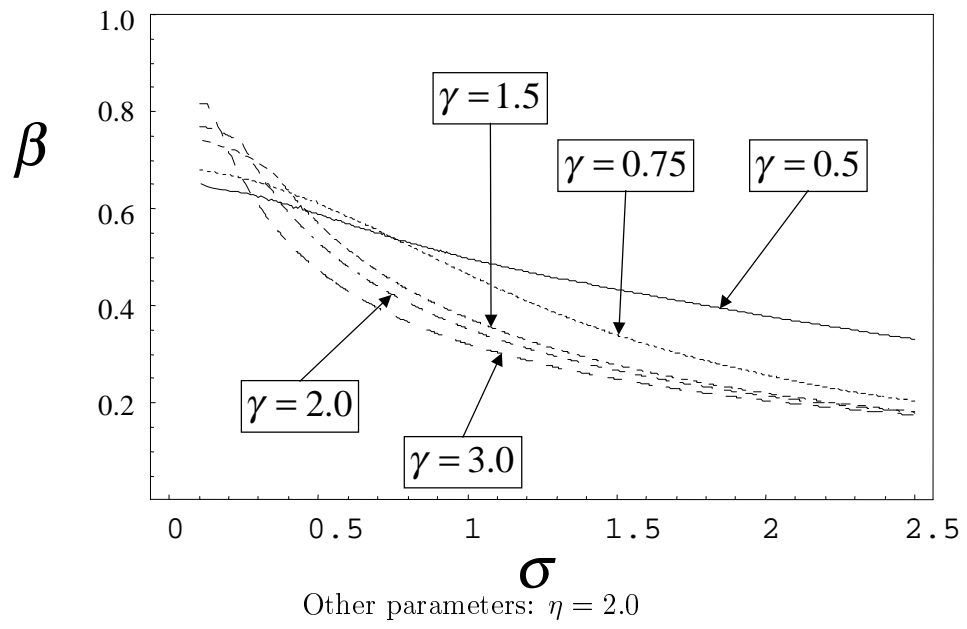 1.0
0.8
0.6
0.4
0.2
β
γ = 1.5
γ = 0.75
γ = 0.5
γ = 2.0
γ = 3.0
0 0.5 1 1.5 2 2.5
σ
Other parameters: η = 2.0